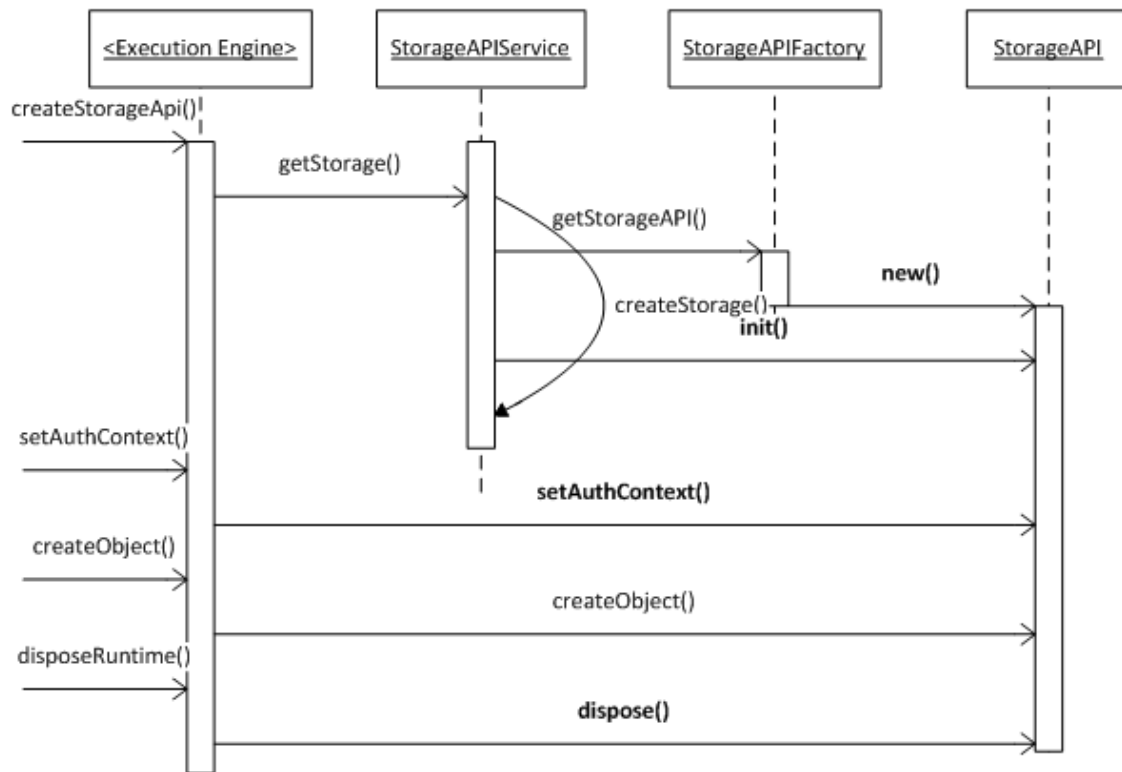 <Execution Engine>
StorageAPIService
StorageAPIFactory
StorageAPI
createStorageApi()
getStorage()
getStorageAPI()
new()
createStorage()
init()
setAuthContext()
setAuthContext()
createObject()
createObject()
disposeRuntime()
dispose()